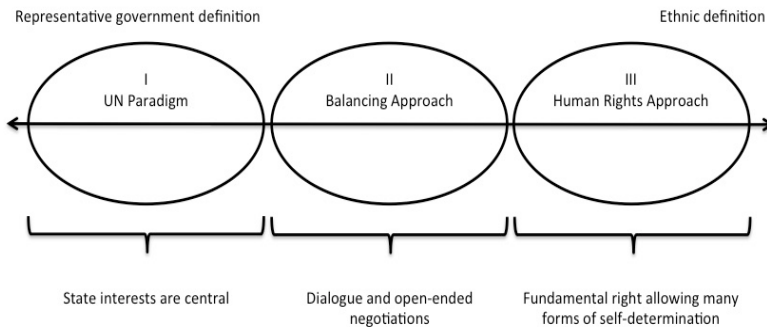 Representative government definition
Ethnic definition
I
UN Paradigm
II
Balancing Approach
III
Human Rights Approach
State interests are central
Dialogue and open-ended
negotiations
Fundamental right allowing many
forms of self-determination